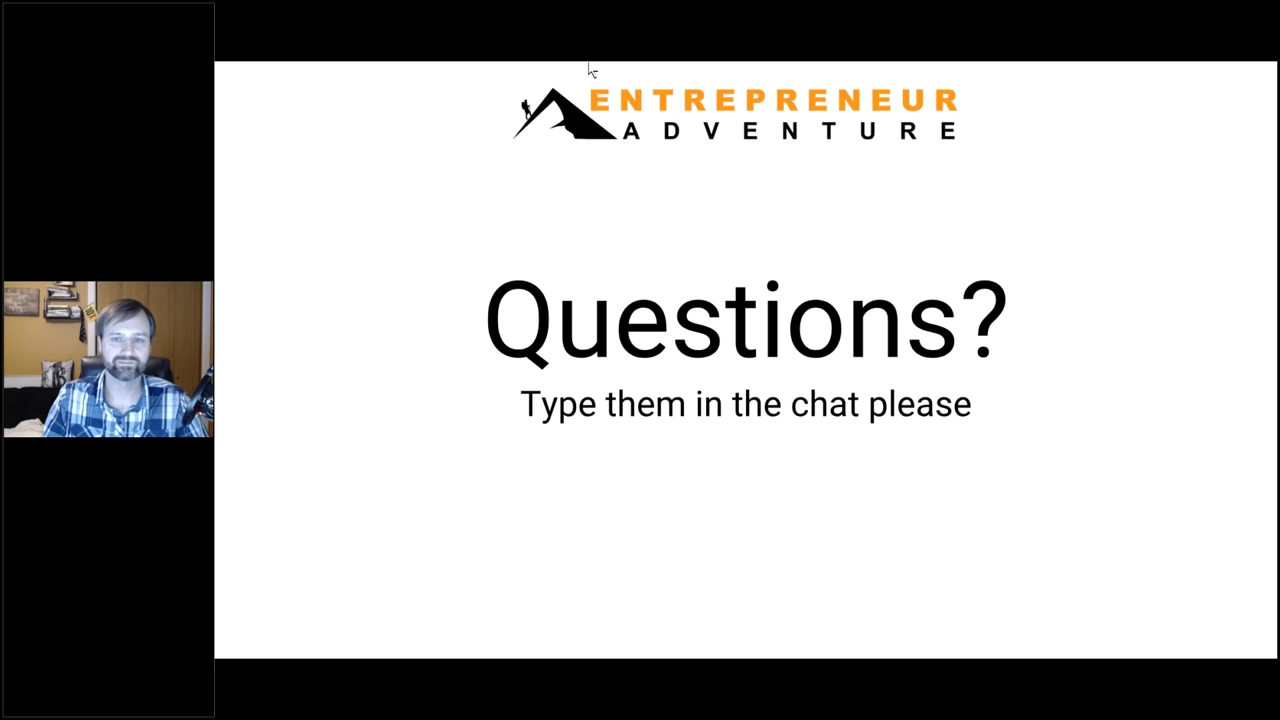 ENTREPRENEUR
ADVENTURE
Questions?
Type them in the chat please